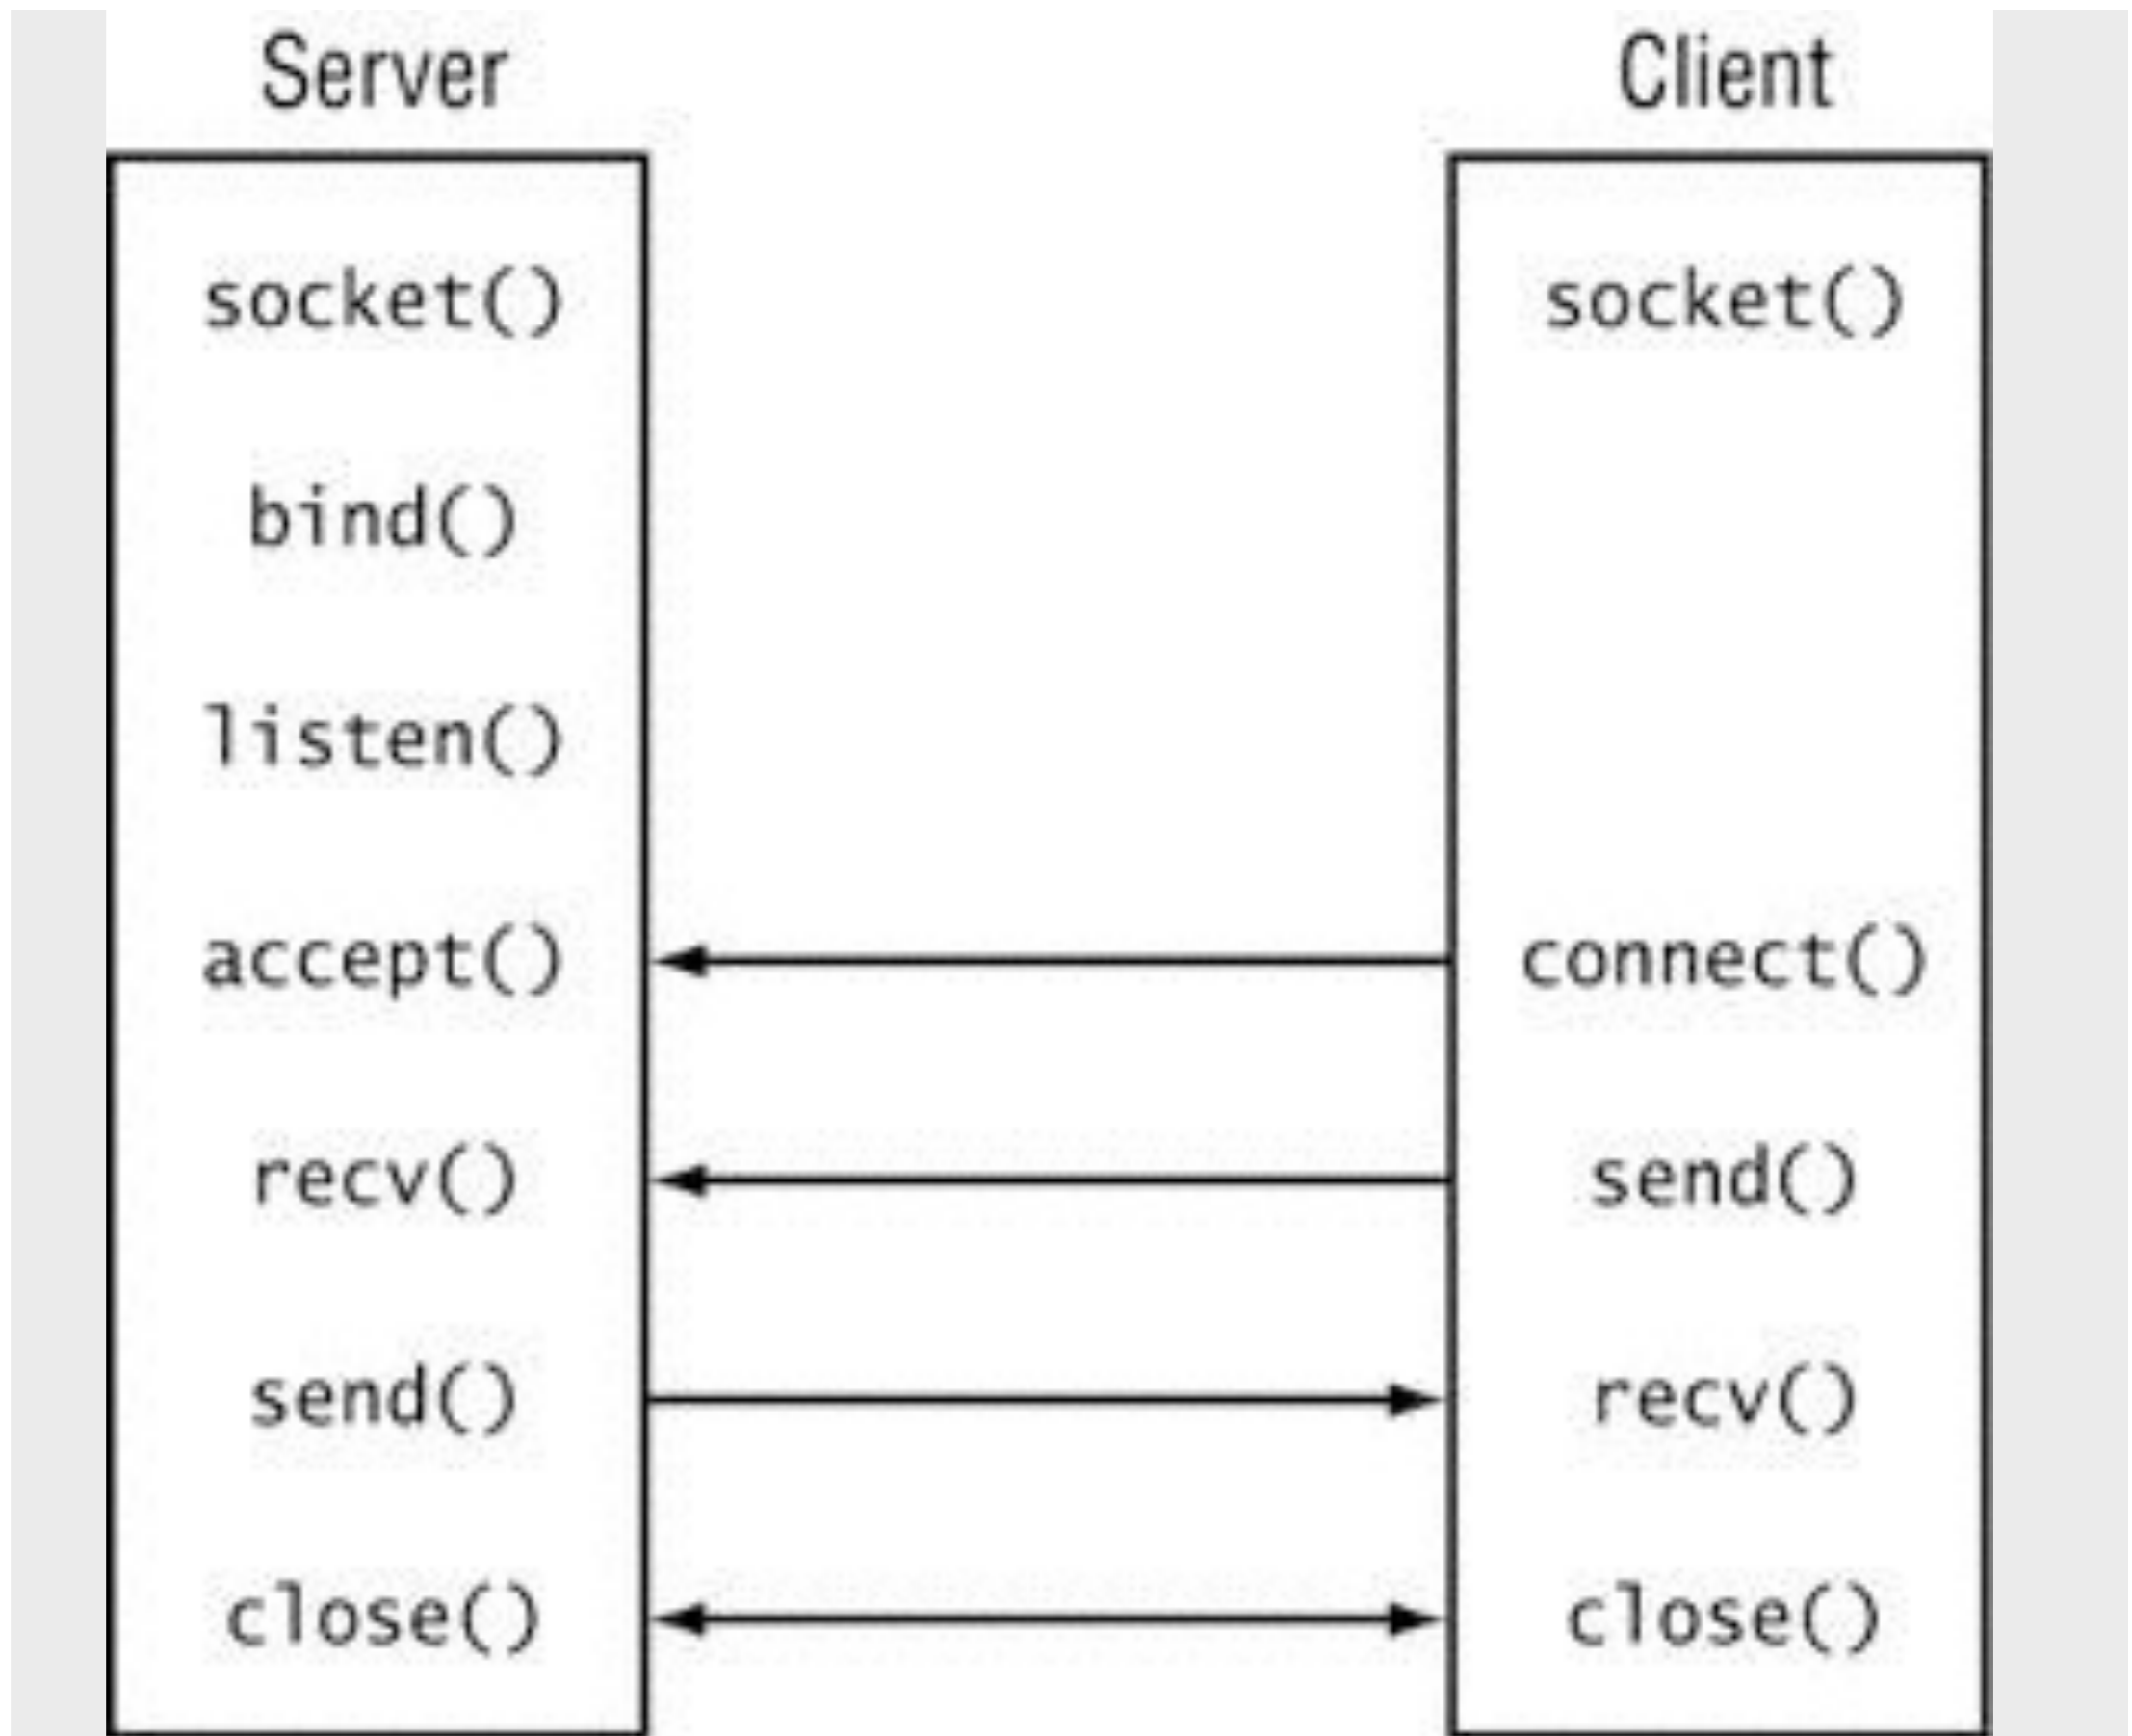 Server
Client
socket()
socket()
bind()
listen()
accept()
connect()
recv()
send()
send()
recv()
close()
close()